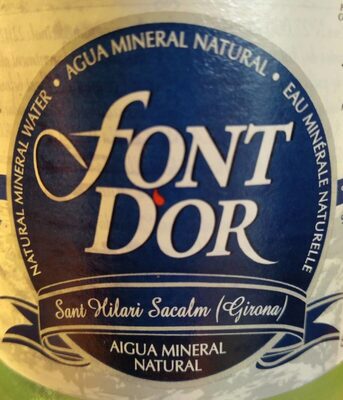 NATURAL MINERAL WATER • AGUA MINERAL NATURAL • EAU MINÉRALE NATURELLE
FONT
D'OR
Sant Hilari Sacalm (Girona)
AIGUA MINERAL
NATURAL